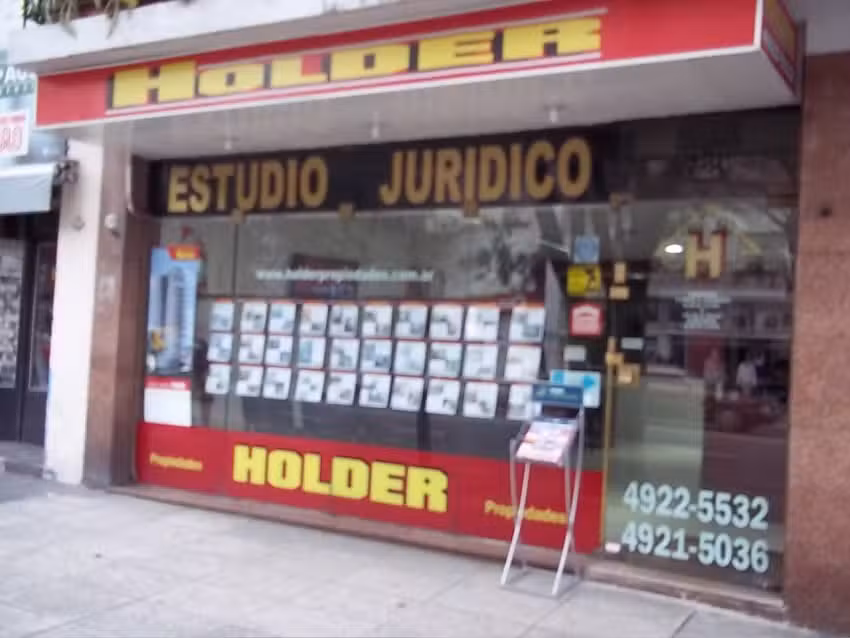 HOLDER
ESTUDIO JURIDICO
www.holderpropiedades.com.ar
H
Propiedades
HOLDER
Propiedades
4922-5532
4921-5036